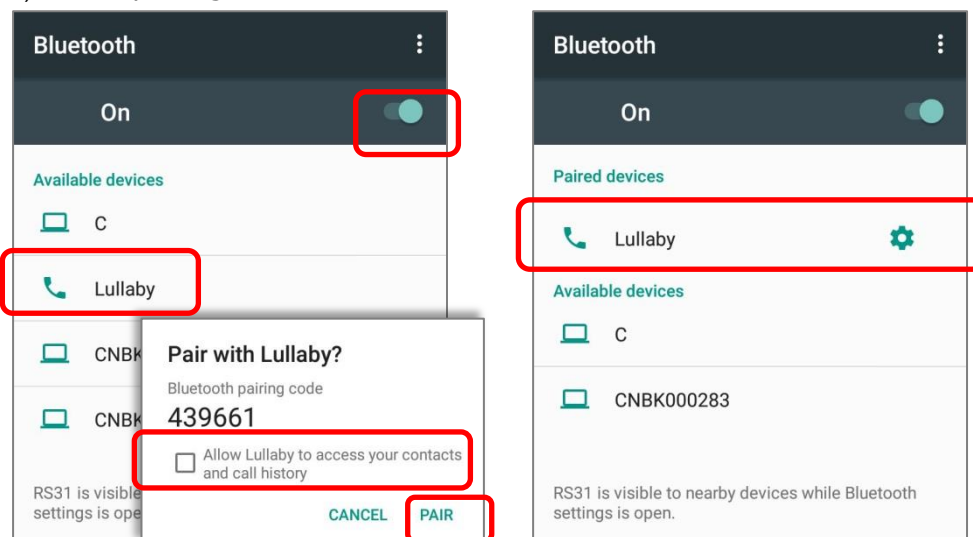 Bluetooth
On
Available devices
C
Lullaby
CNBK
CNBK
RS31 is visible
settings is ope
Pair with Lullaby?
Bluetooth pairing code
439661
Allow Lullaby to access your contacts
and call history
CANCEL PAIR
Bluetooth
On
Paired devices
Lullaby
Available devices
C
CNBK000283
RS31 is visible to nearby devices while Bluetooth
settings is open.